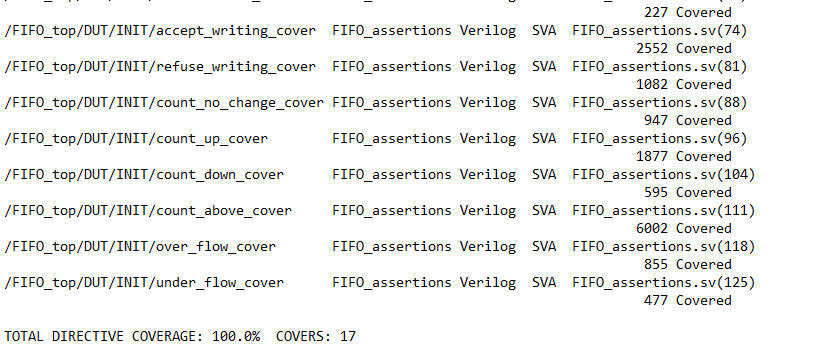 227 Covered
/FIFO_top/DUT/INIT/accept_writing_cover FIFO_assertions Verilog SVA FIFO_assertions.sv(74)
2552 Covered
/FIFO_top/DUT/INIT/refuse_writing_cover FIFO_assertions Verilog SVA FIFO_assertions.sv(81)
1082 Covered
/FIFO_top/DUT/INIT/count_no_change_cover FIFO_assertions Verilog SVA FIFO_assertions.sv(88)
947 Covered
/FIFO_top/DUT/INIT/count_up_cover FIFO_assertions Verilog SVA FIFO_assertions.sv(96)
1877 Covered
/FIFO_top/DUT/INIT/count_down_cover FIFO_assertions Verilog SVA FIFO_assertions.sv(104)
595 Covered
/FIFO_top/DUT/INIT/count_above_cover FIFO_assertions Verilog SVA FIFO_assertions.sv(111)
6002 Covered
/FIFO_top/DUT/INIT/over_flow_cover FIFO_assertions Verilog SVA FIFO_assertions.sv(118)
855 Covered
/FIFO_top/DUT/INIT/under_flow_cover FIFO_assertions Verilog SVA FIFO_assertions.sv(125)
477 Covered
TOTAL DIRECTIVE COVERAGE: 100.0% COVERS: 17